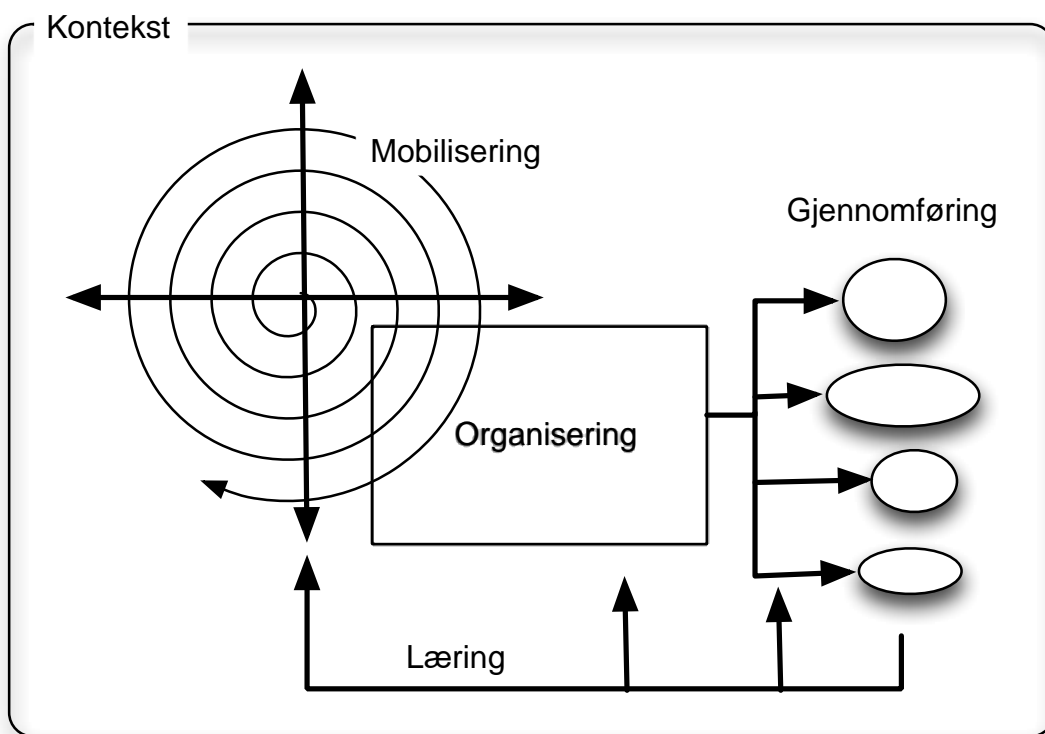 Kontekst
Mobilisering
Gjennomføring
Organisering
Læring